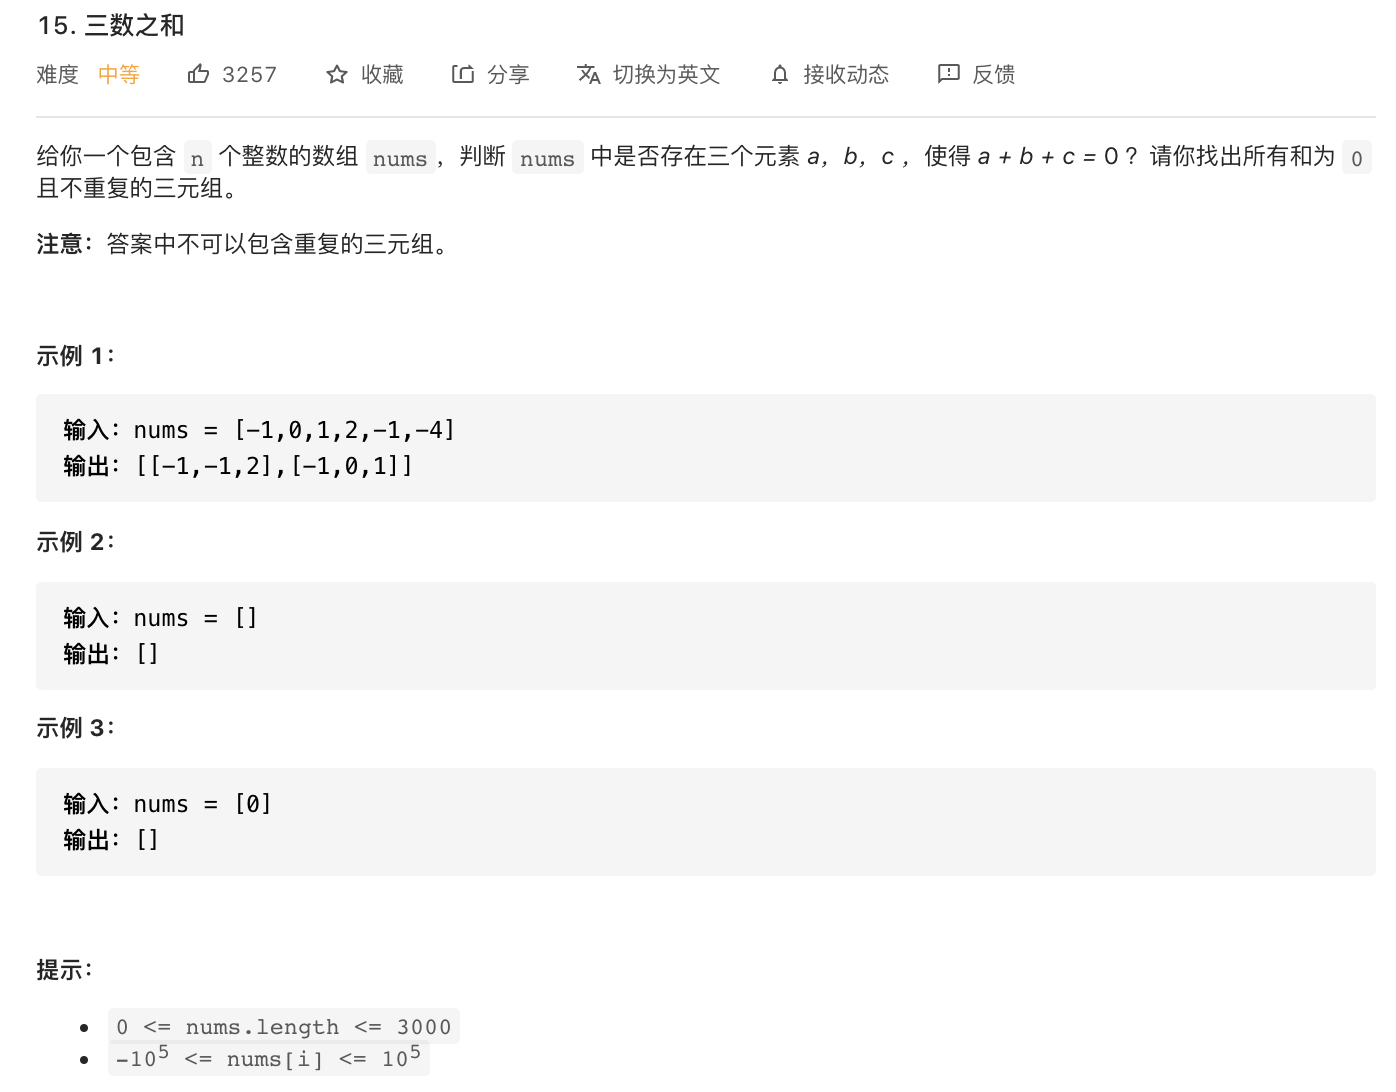 15. 三数之和
难度 中等 3257 收藏 分享 切换为英文 接收动态 反馈
给你一个包含 n 个整数的数组 nums，判断 nums 中是否存在三个元素 a，b，c ，使得 a + b + c = 0 ？请你找出所有和为 0
且不重复的三元组。
注意：答案中不可以包含重复的三元组。
示例 1：
输入：nums = [-1,0,1,2,-1,-4]
输出：[[-1,-1,2],[-1,0,1]]
示例 2：
输入：nums = []
输出：[]
示例 3：
输入：nums = [0]
输出：[]
提示：
• 0 <= nums.length <= 3000
• -10⁵ <= nums[i] <= 10⁵